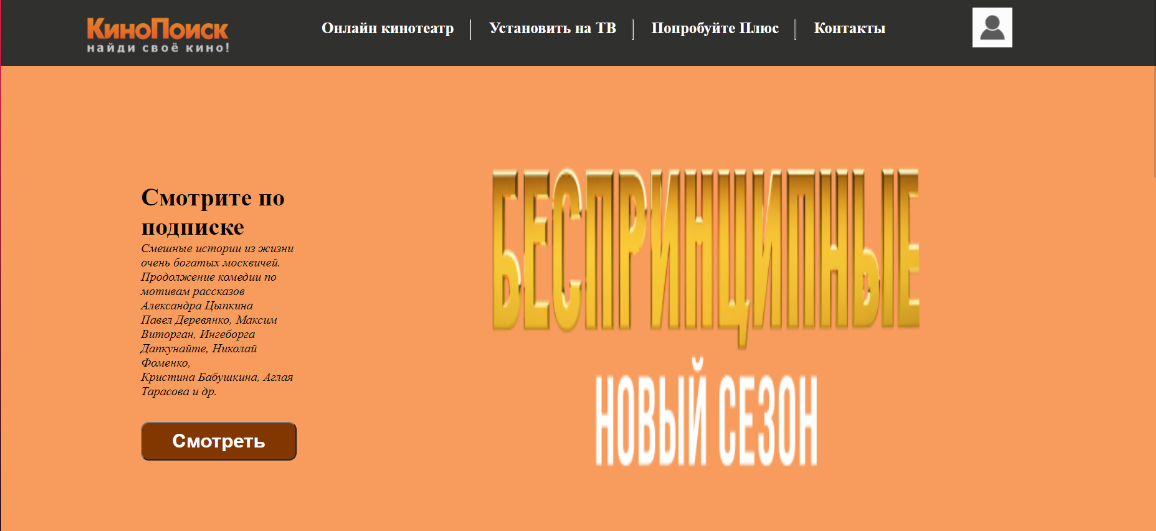 КиноПоиск
найди своё кино!
Онлайн кинотеатр
Установить на ТВ
Попробуйте Плюс
Контакты
Смотрите по
подписке
Смешные истории из жизни
очень богатых москвичей.
Продолжение комедии по
мотивам рассказов
Александра Цыпкина
Павел Деревянко, Максим
Виторган, Ингеборга
Дапкунайте, Николай
Фоменко,
Кристина Бабушкина, Аглая
Тарасова и др.
Смотреть
БЕСПРИНЦИПНЫЕ
НОВЫЙ СЕЗОН